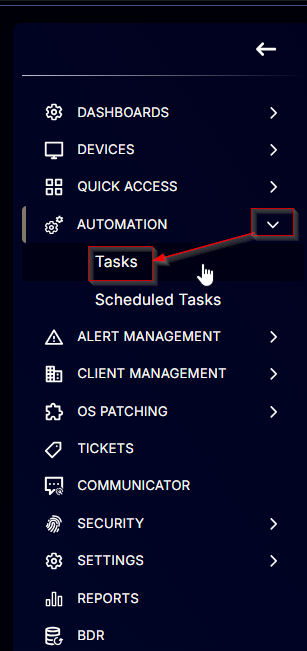 DASHBOARDS
DEVICES
QUICK ACCESS
AUTOMATION
Tasks
Scheduled Tasks
ALERT MANAGEMENT
CLIENT MANAGEMENT
OS PATCHING
TICKETS
COMMUNICATOR
SECURITY
SETTINGS
REPORTS
BDR